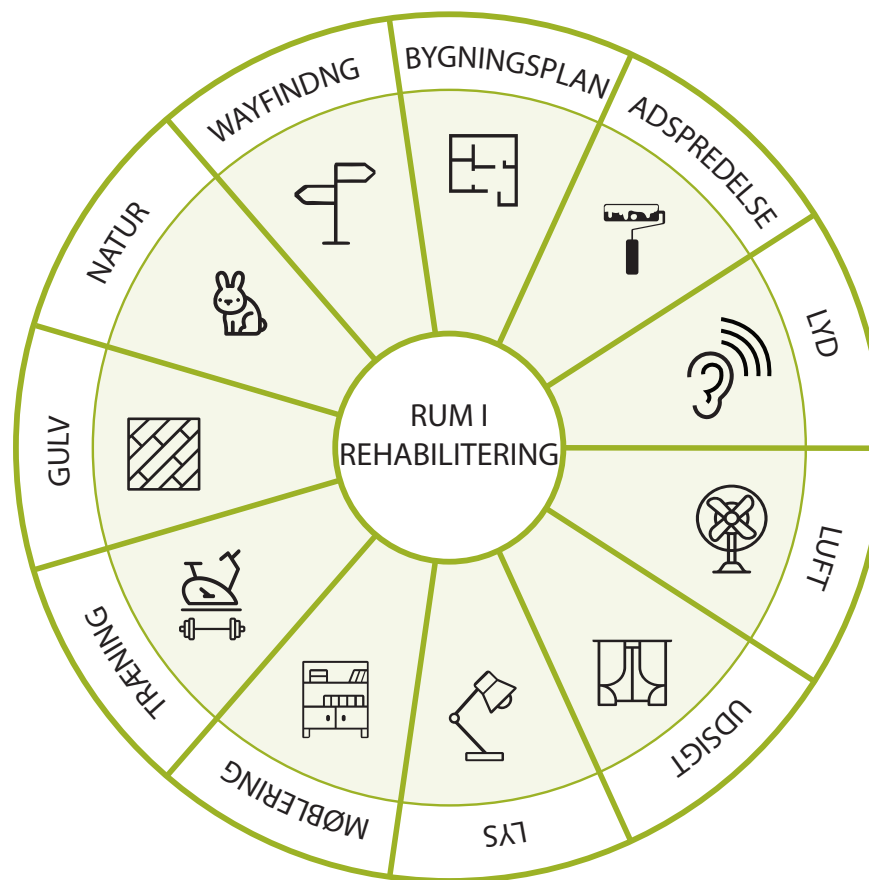 BYGNINGSPLAN
ADSPREDELSE
LYD
LUFT
UDSIGT
LYS
MØBLERING
TRÆNING
GULV
NATUR
WAYFINDNG
RUM I
REHABILITERING